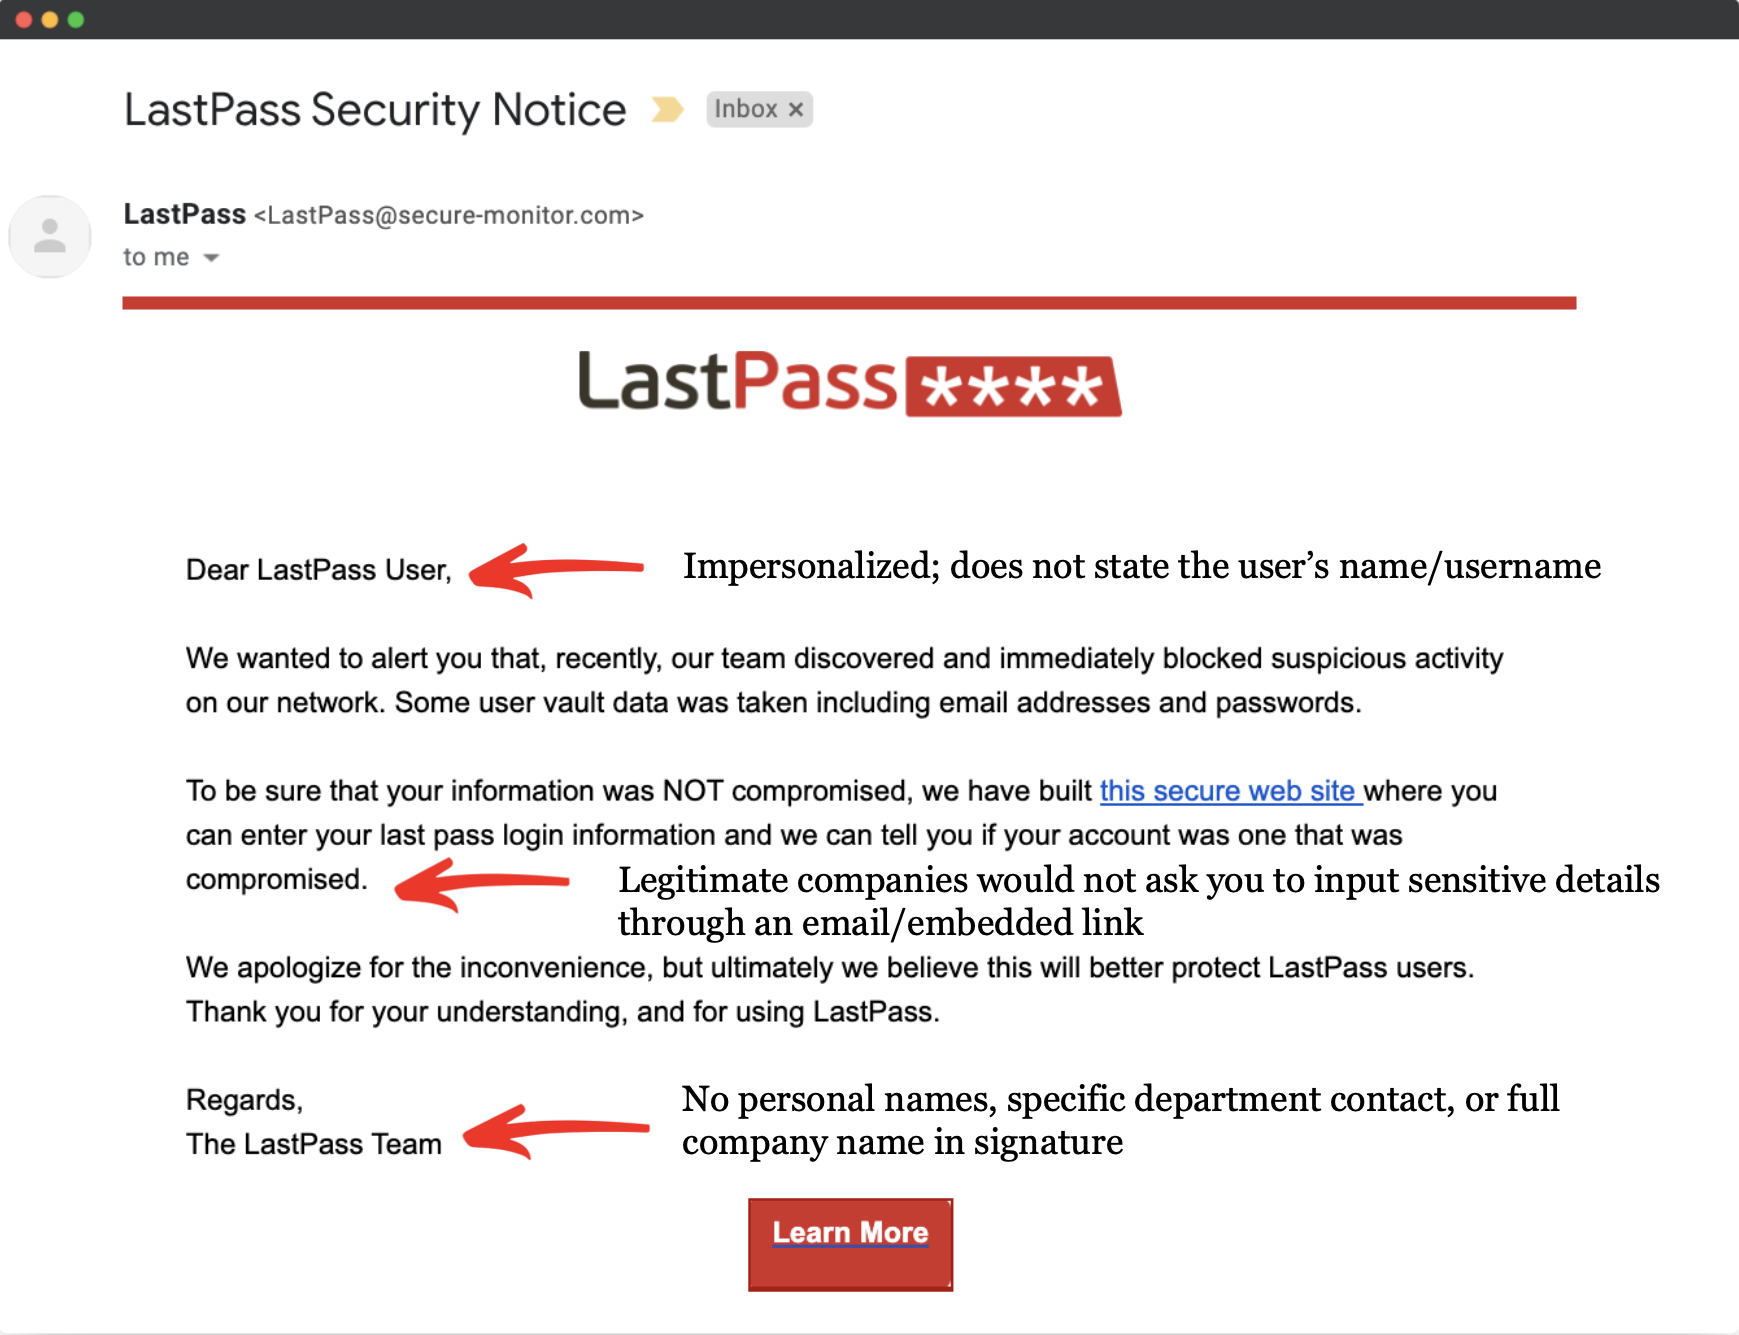 LastPass Security Notice Inbox ×
LastPass <LastPass@secure-monitor.com>
to me
LastPass ****
Dear LastPass User,
Impersonalized; does not state the user’s name/username
We wanted to alert you that, recently, our team discovered and immediately blocked suspicious activity
on our network. Some user vault data was taken including email addresses and passwords.
To be sure that your information was NOT compromised, we have built this secure web site where you
can enter your last pass login information and we can tell you if your account was one that was
compromised.
Legitimate companies would not ask you to input sensitive details
through an email/embedded link
We apologize for the inconvenience, but ultimately we believe this will better protect LastPass users.
Thank you for your understanding, and for using LastPass.
Regards,
The LastPass Team
No personal names, specific department contact, or full
company name in signature
Learn More